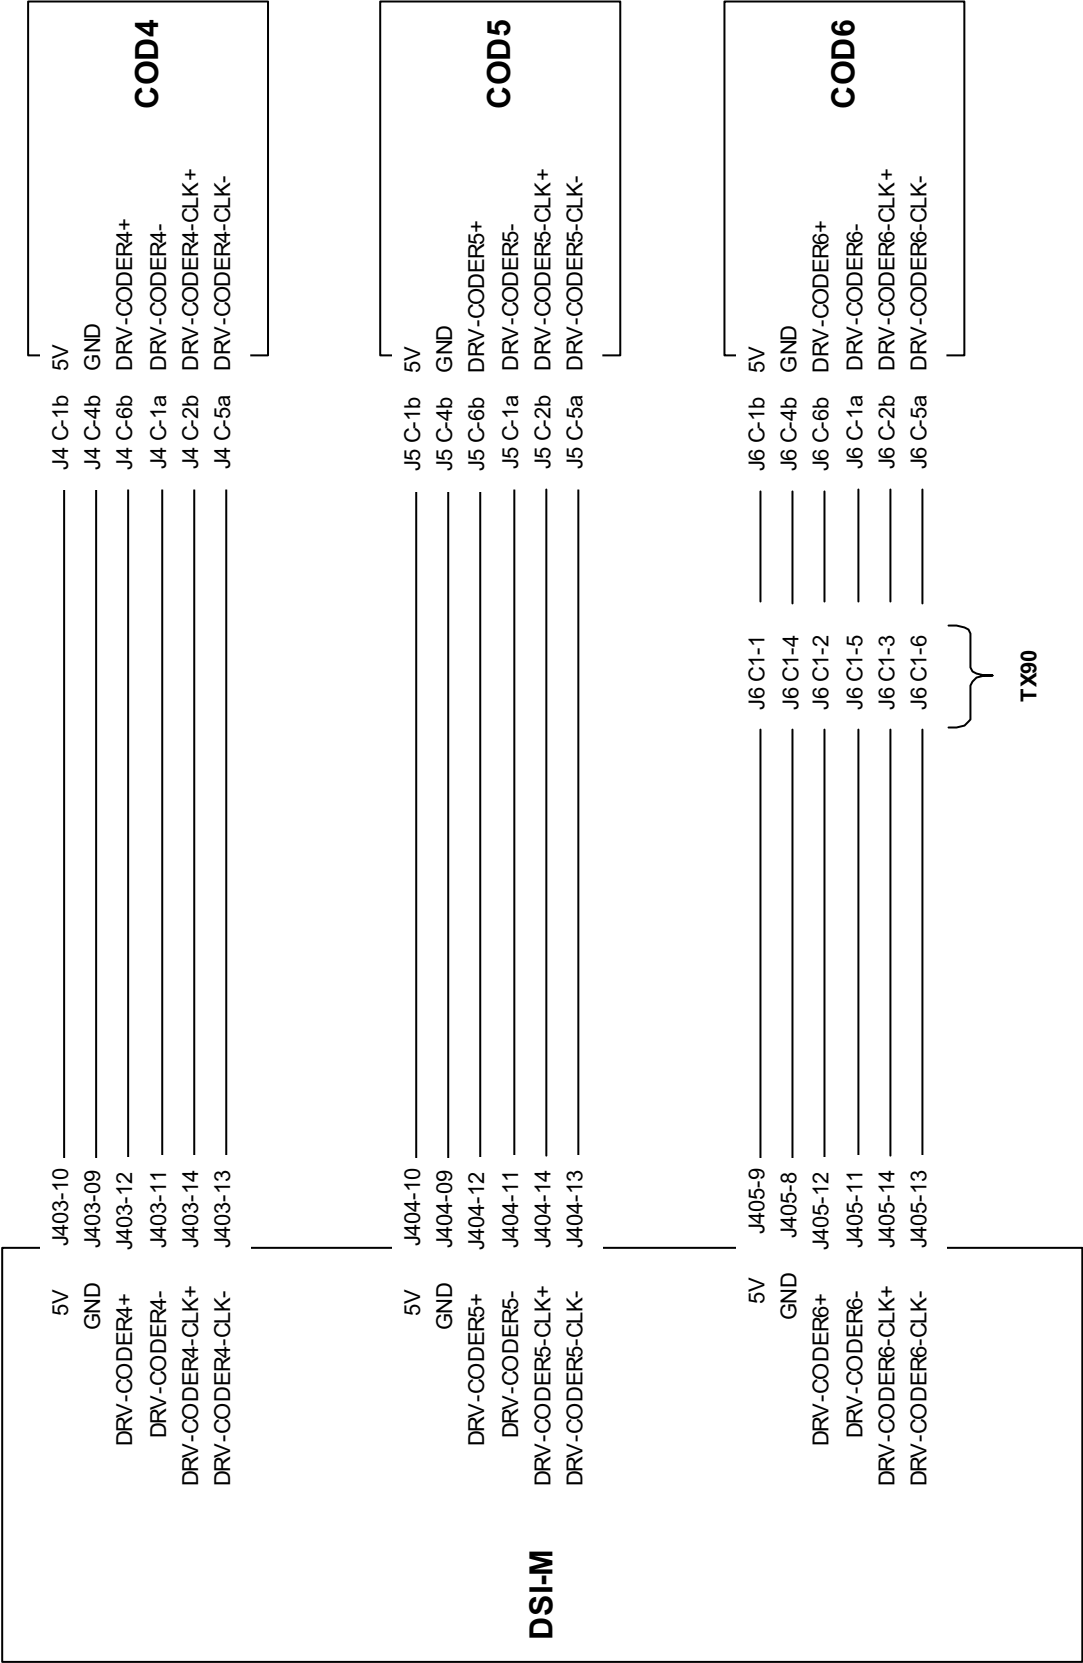 COD4
5V
GND
DRV-CODER4+
DRV-CODER4-
DRV-CODER4-CLK+
DRV-CODER4-CLK-
J4 C-1b
J4 C-4b
J4 C-6b
J4 C-1a
J4 C-2b
J4 C-5a
J403-10
J403-09
J403-12
J403-11
J403-14
J403-13
5V
GND
DRV-CODER4+
DRV-CODER4-
DRV-CODER4-CLK+
DRV-CODER4-CLK-
COD5
5V
GND
DRV-CODER5+
DRV-CODER5-
DRV-CODER5-CLK+
DRV-CODER5-CLK-
J5 C-1b
J5 C-4b
J5 C-6b
J5 C-1a
J5 C-2b
J5 C-5a
J404-10
J404-09
J404-12
J404-11
J404-14
J404-13
5V
GND
DRV-CODER5+
DRV-CODER5-
DRV-CODER5-CLK+
DRV-CODER5-CLK-
COD6
5V
GND
DRV-CODER6+
DRV-CODER6-
DRV-CODER6-CLK+
DRV-CODER6-CLK-
J6 C-1b
J6 C-4b
J6 C-6b
J6 C-1a
J6 C-2b
J6 C-5a
J6 C1-1
J6 C1-4
J6 C1-2
J6 C1-5
J6 C1-3
J6 C1-6
TX90
J405-9
J405-8
J405-12
J405-11
J405-14
J405-13
5V
GND
DRV-CODER6+
DRV-CODER6-
DRV-CODER6-CLK+
DRV-CODER6-CLK-
DSI-M